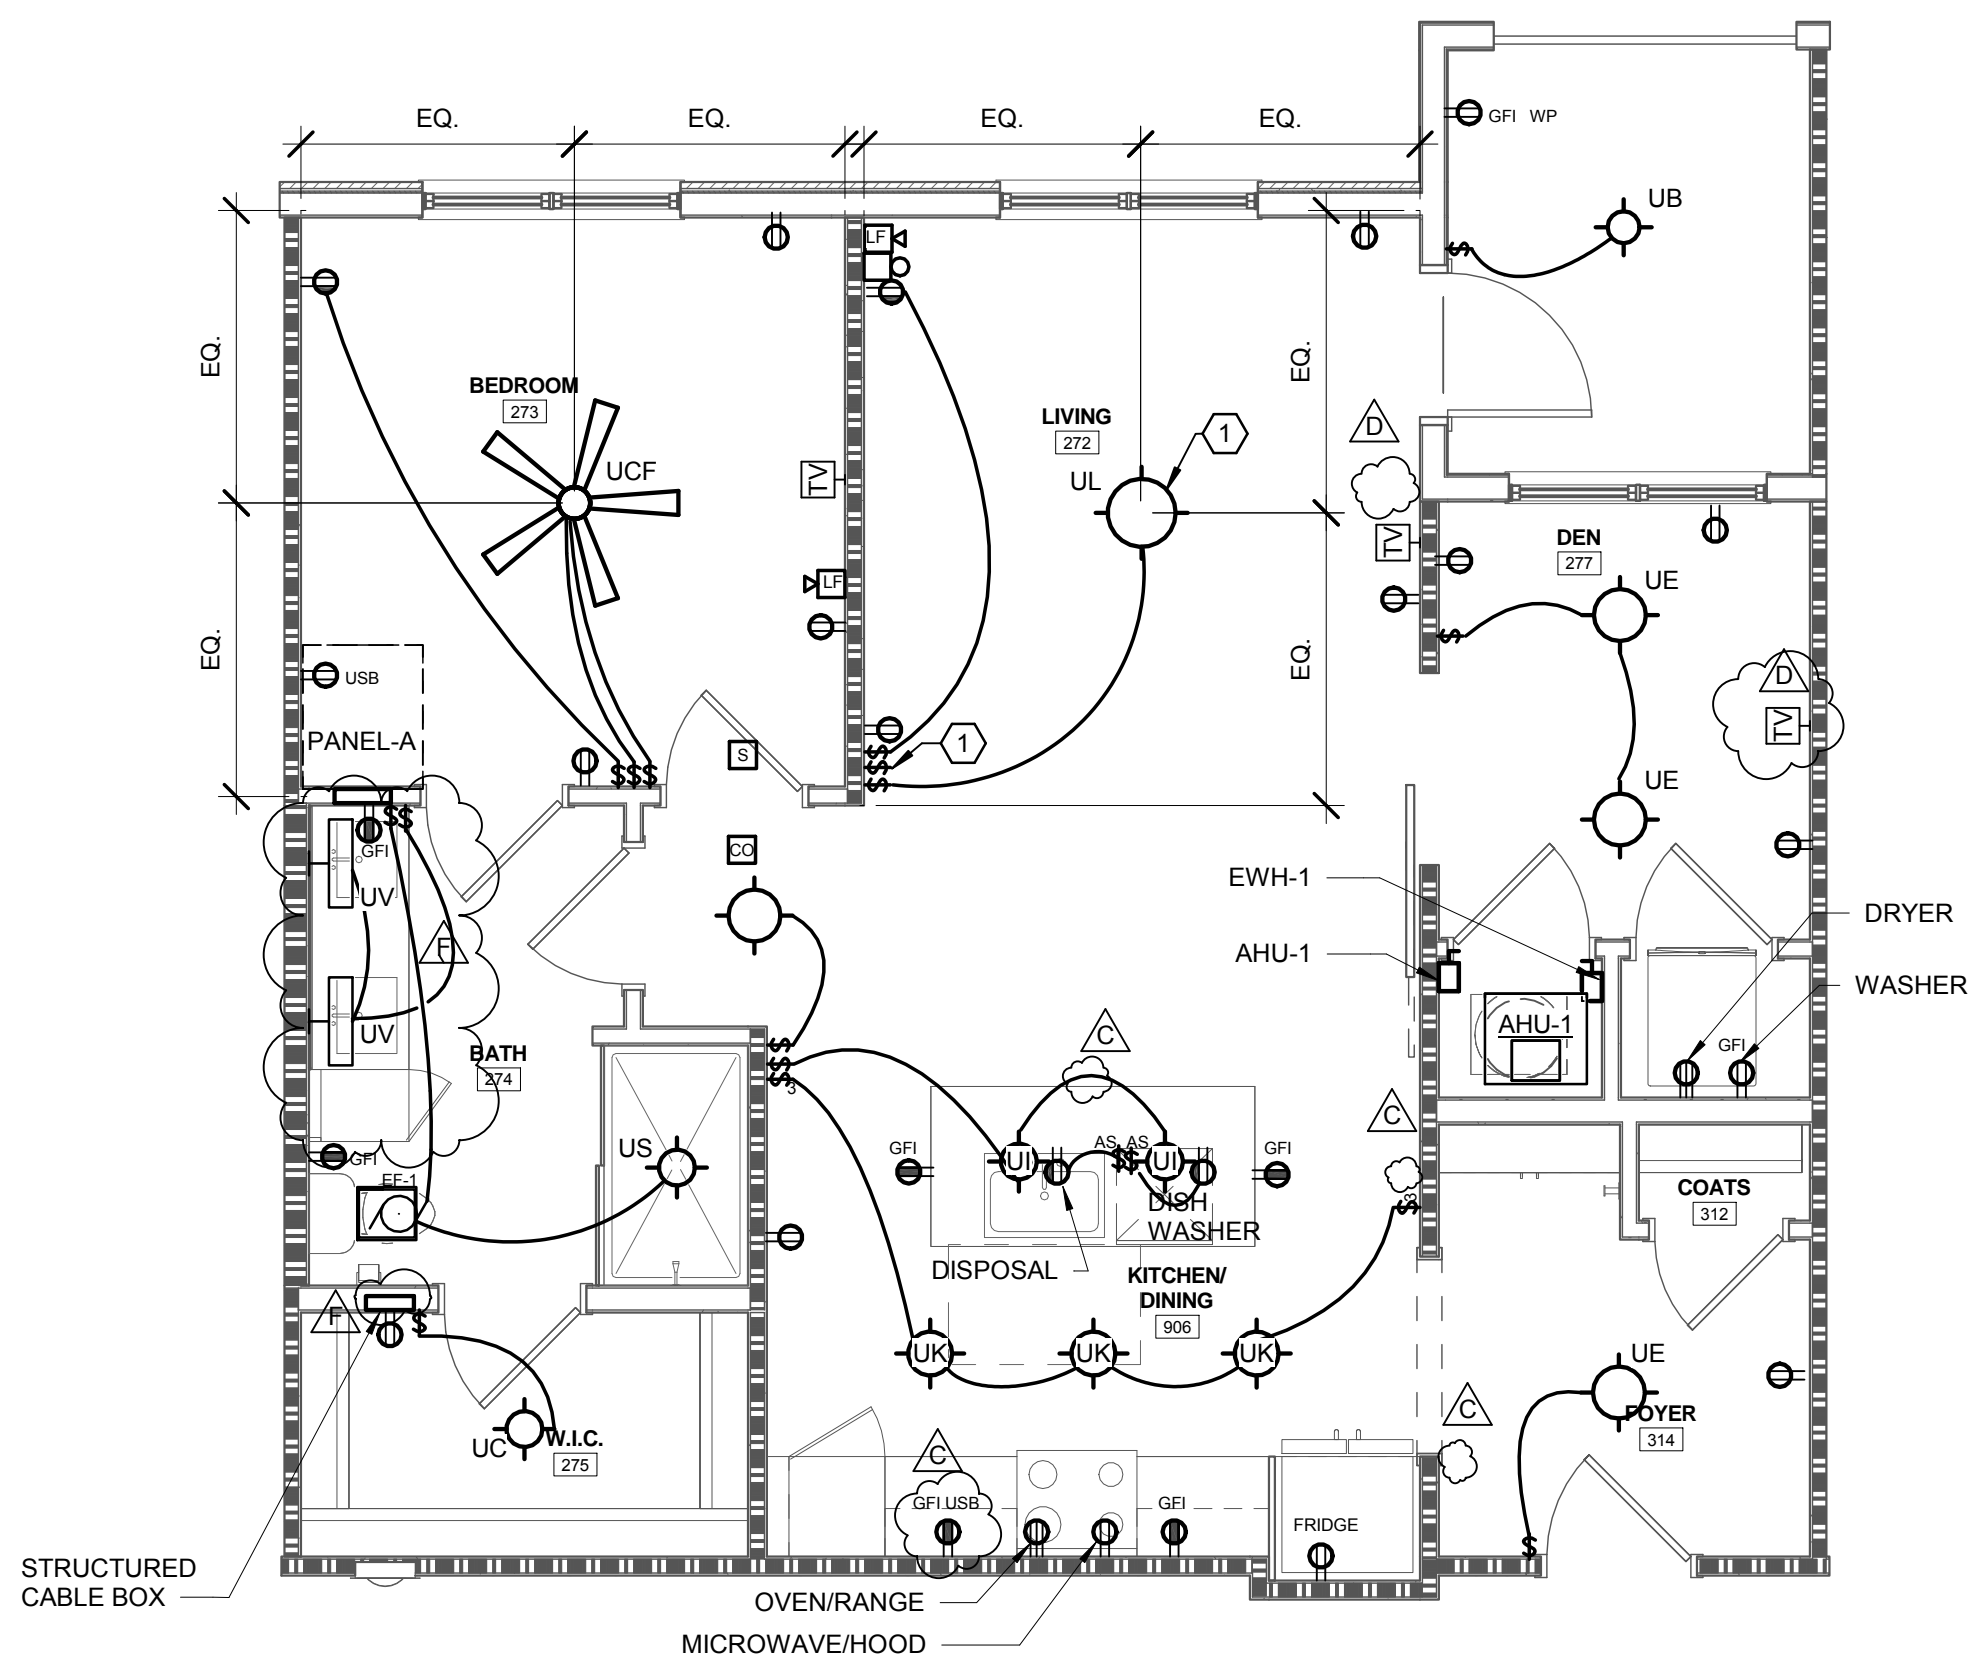 EQ. EQ. EQ. EQ.
GFI WP
UB
LF
EQ.
EQ.
BEDROOM
273
UCF
LIVING
272
1
UL
D
TV
TV
DEN
277
UE
LF
EQ.
EQ.
USB
PANEL-A
S
1
D
TV
UE
$$$
$
$
$
$
$
$$
GFI
UV
CO
EWH-1
DRYER
F
AHU-1
WASHER
UV
BATH
274
AHU-1
GFI
C
$
$
$
3
C
GFI
US
GFI
UI
AS AS
$$
UI
GFI
EF-1
DISH
WASHER
3
$
COATS
312
DISPOSAL
KITCHEN/
DINING
906
F
$
UK
UK
UK
UE
FOYER
314
C
UC
W.I.C.
275
C
GFI USB
GFI
FRIDGE
$
STRUCTURED
CABLE BOX
OVEN/RANGE
MICROWAVE/HOOD